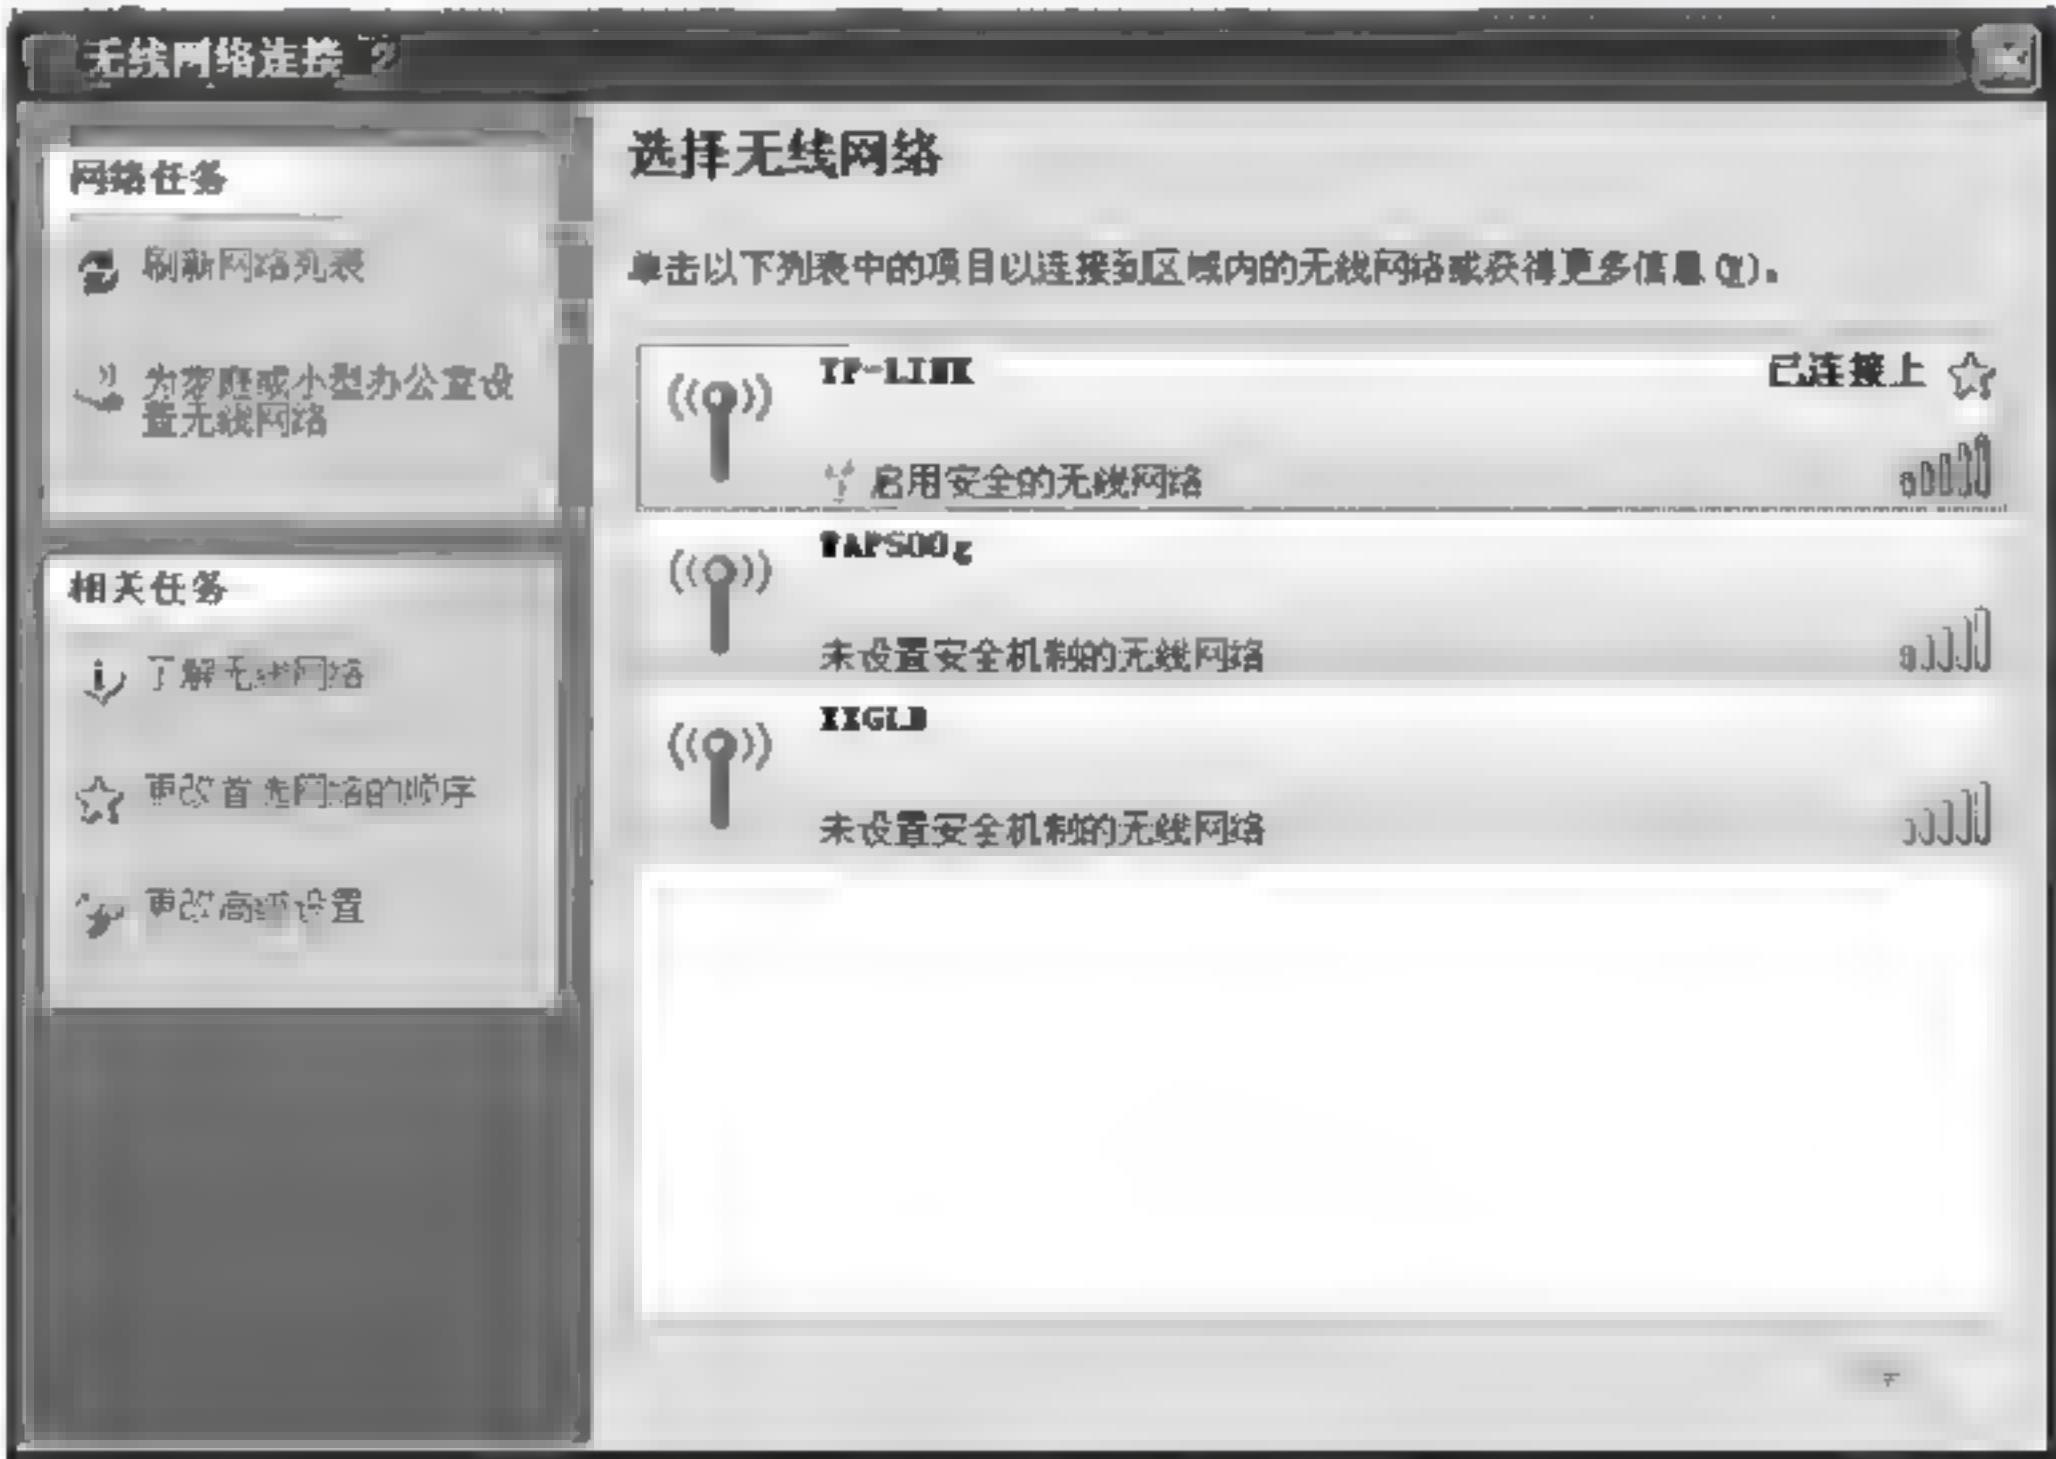 无线网络连接 2
网络任务
刷新网络列表
为家庭或小型办公室设
置无线网络
相关任务
了解无线网络
更改首选网络的顺序
更改高级设置
选择无线网络
单击以下列表中的项目以连接到区域内的无线网络或获得更多信息(W)。
TP-LINK
已连接上
启用安全的无线网络
WAP500g
未设置安全机制的无线网络
XXGLB
未设置安全机制的无线网络